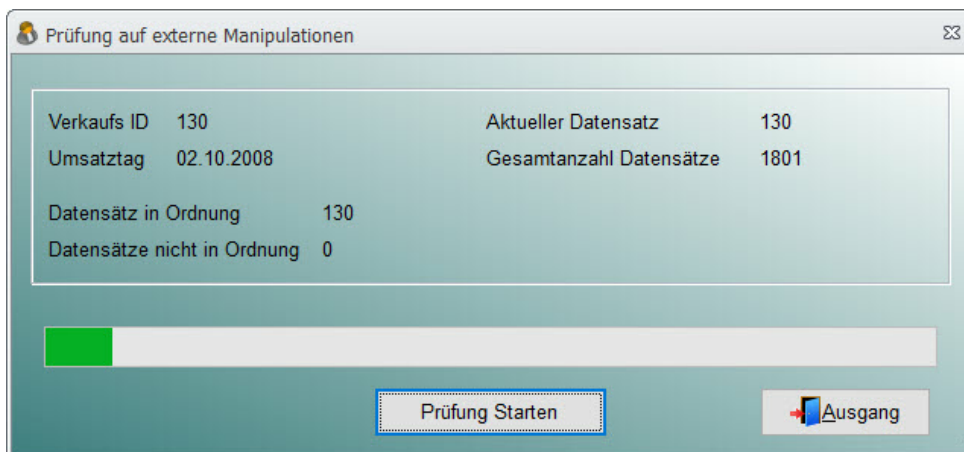 Prüfung auf externe Manipulationen
Verkaufs ID 130 Aktueller Datensatz 130
Umsatztag 02.10.2008 Gesamtanzahl Datensätze 1801
Datensätz in Ordnung 130
Datensätze nicht in Ordnung 0
Prüfung Starten Ausgang